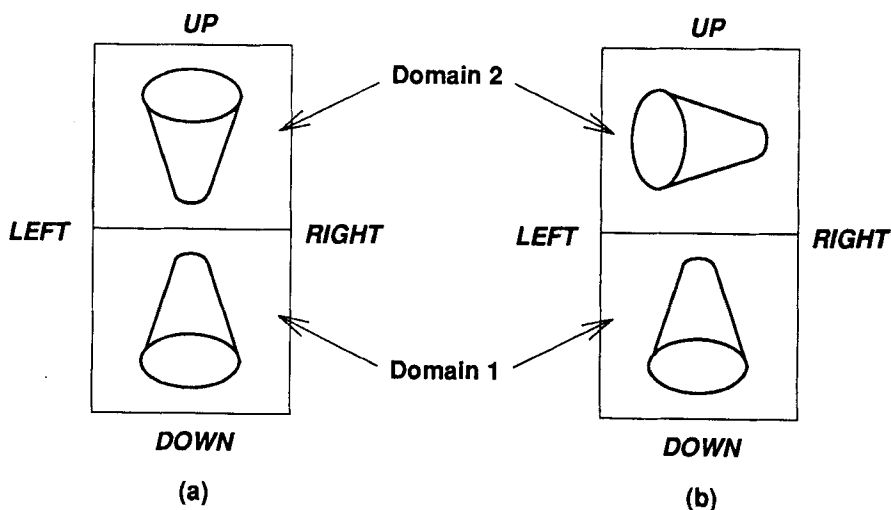 UP
UP
Domain 2
LEFT
RIGHT
LEFT
RIGHT
Domain 1
DOWN
DOWN
(a)
(b)